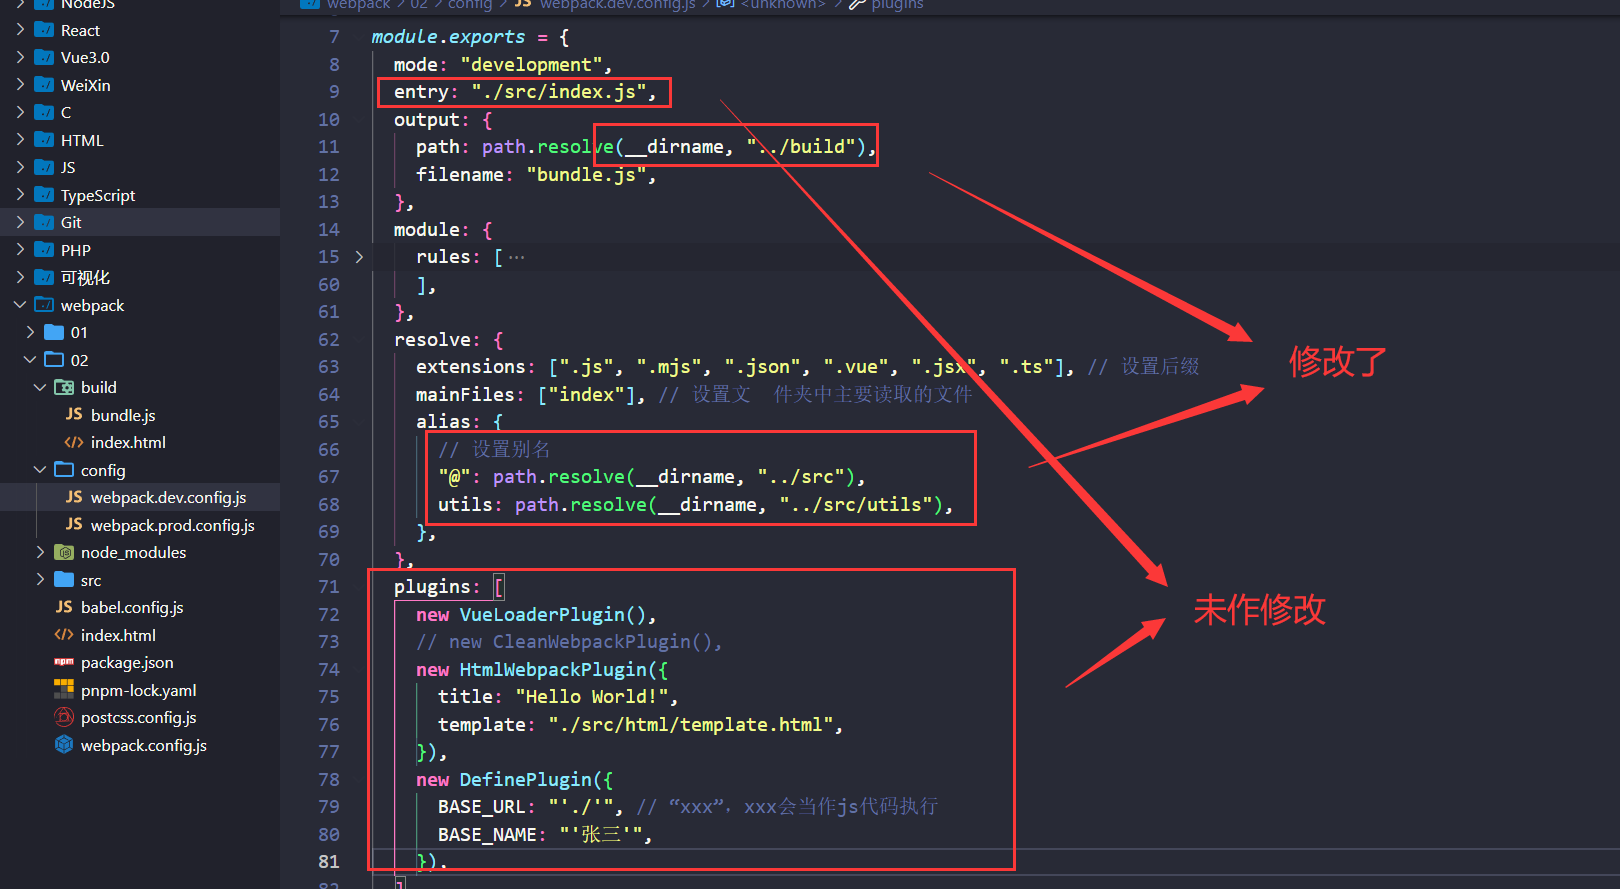 NodeJS
React
Vue3.0
WeiXin
C
HTML
JS
TypeScript
Git
PHP
可视化
webpack
01
02
build
JS bundle.js
index.html
config
JS webpack.dev.config.js
JS webpack.prod.config.js
node_modules
src
JS babel.config.js
index.html
npm package.json
pnpm-lock.yaml
postcss.config.js
webpack.config.js
webpack > 02 > config > JS webpack.dev.config.js > <unknown> > plugins
7 module.exports = {
8 mode: "development",
9 entry: "./src/index.js",
10 output: {
11 path: path.resolve(__dirname, "../build"),
12 filename: "bundle.js",
13 },
14 module: {
15 rules: [ ...
60 ],
61 },
62 resolve: {
63 extensions: [".js", ".mjs", ".json", ".vue", ".jsx", ".ts"], // 设置后缀
64 mainFiles: ["index"], // 设置文  件夹中主要读取的文件
65 alias: {
66 // 设置别名
67 "@": path.resolve(__dirname, "../src"),
68 utils: path.resolve(__dirname, "../src/utils"),
69 },
70 },
71 plugins: [
72 new VueLoaderPlugin(),
73 // new CleanWebpackPlugin(),
74 new HtmlWebpackPlugin({
75 title: "Hello World!",
76 template: "./src/html/template.html",
77 }),
78 new DefinePlugin({
79 BASE_URL: "'./'", // “xxx”, xxx会当作js代码执行
80 BASE_NAME: "'张三'",
81 }),
82 ]
修改了
未作修改